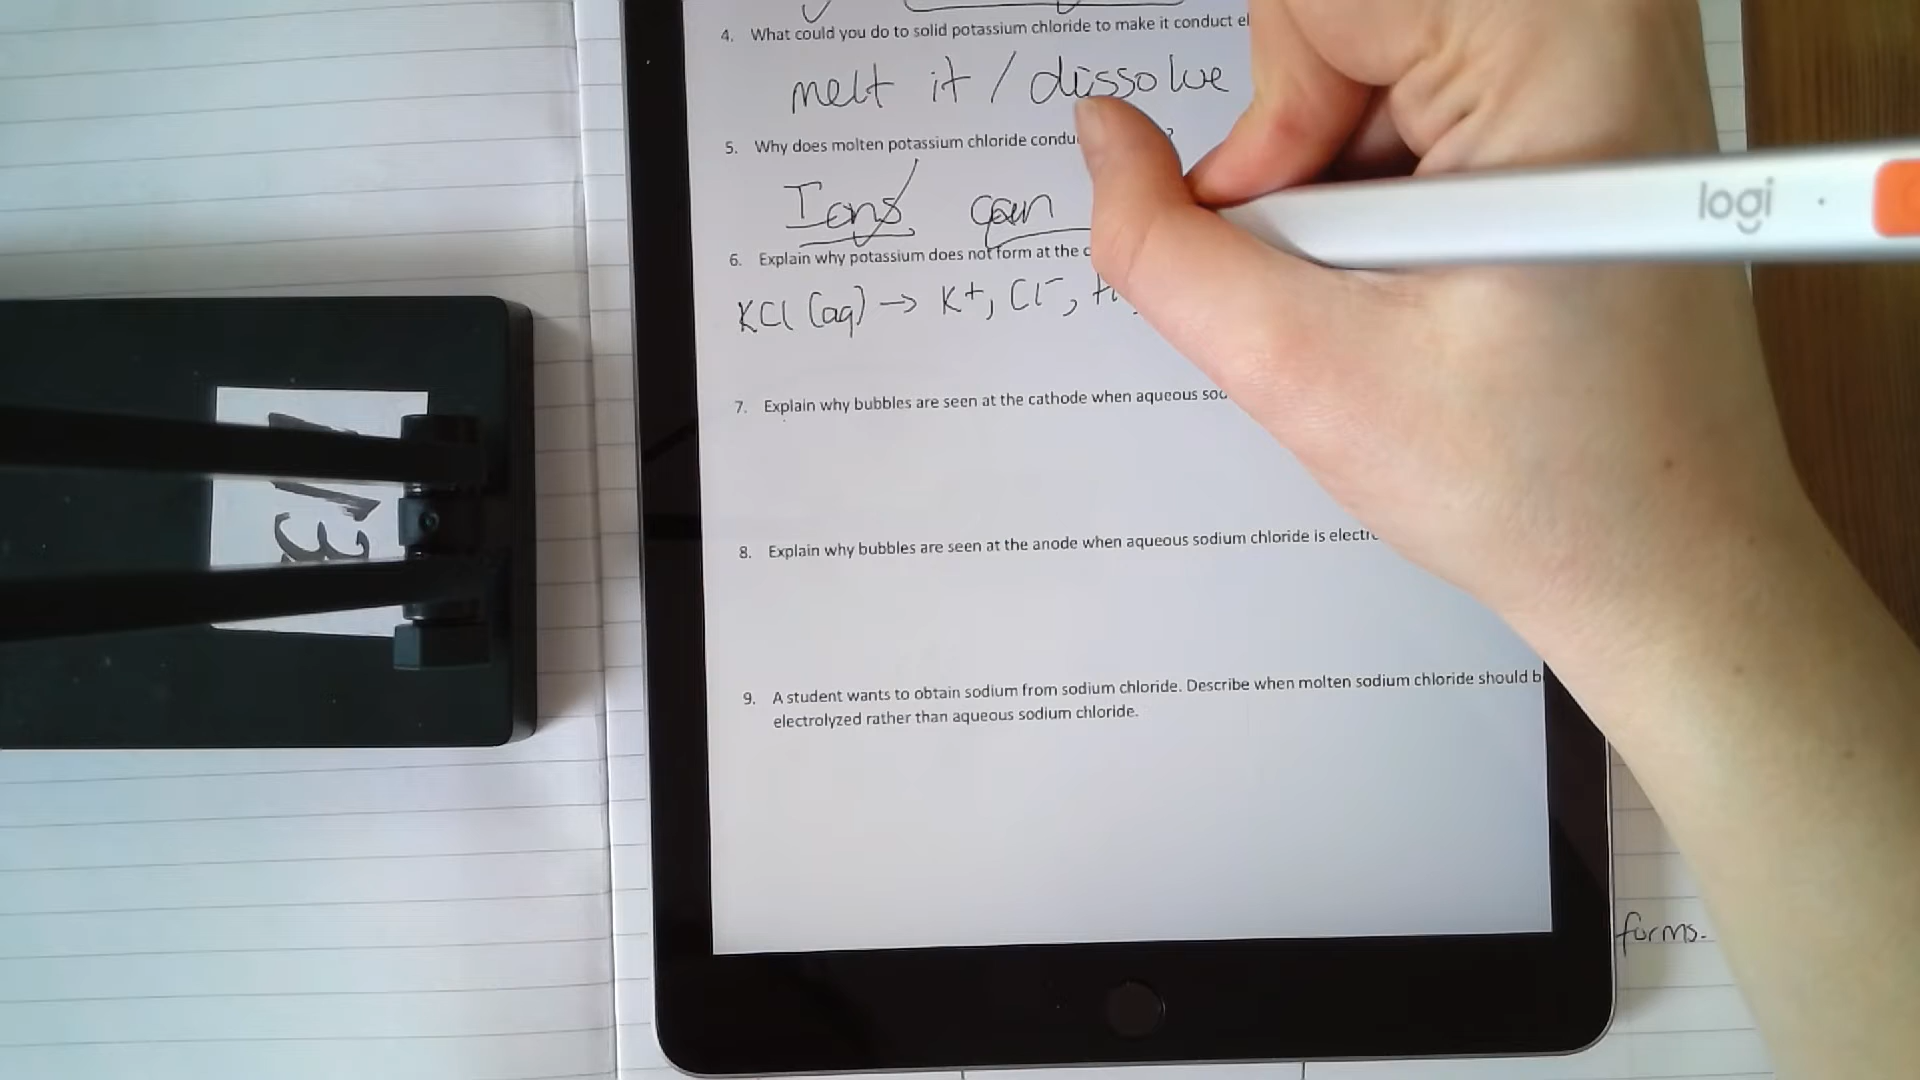 4. What could you do to solid potassium chloride to make it conduct el
melt it / dissolve
5. Why does molten potassium chloride condu ?
Ions can
6. Explain why potassium does not form at the c
KCl (aq) → K+, Cl-, H
7. Explain why bubbles are seen at the cathode when aqueous so
8. Explain why bubbles are seen at the anode when aqueous sodium chloride is electr
9. A student wants to obtain sodium from sodium chloride. Describe when molten sodium chloride should b
electrolyzed rather than aqueous sodium chloride.
logi
forms.